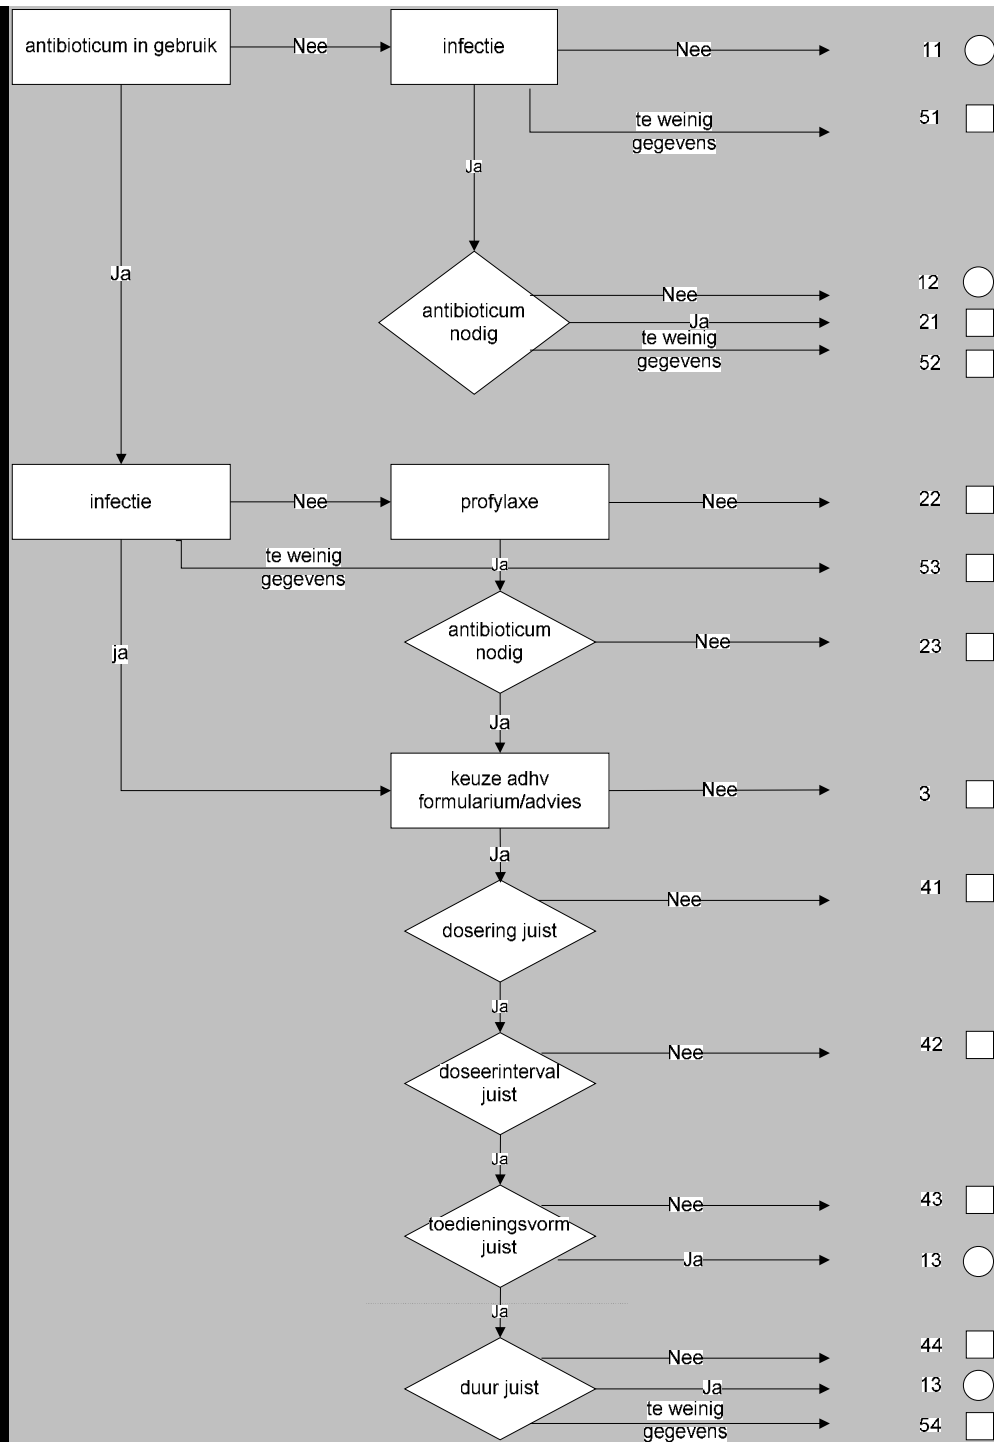 antibioticum in gebruik
Nee
infectie
Nee
11
te weinig
gegevens
51
Ja
Ja
antibioticum
nodig
Nee
12
Ja
21
te weinig
gegevens
52
infectie
Nee
profylaxe
Nee
22
te weinig
gegevens
Ja
53
ja
antibioticum
nodig
Nee
23
Ja
keuze adhv
formularium/advies
Nee
3
Ja
Nee
41
dosering juist
Ja
Nee
42
doseerinterval
juist
Ja
Nee
43
toedieningsvorm
juist
Ja
13
Ja
Nee
44
duur juist
Ja
13
te weinig
gegevens
54